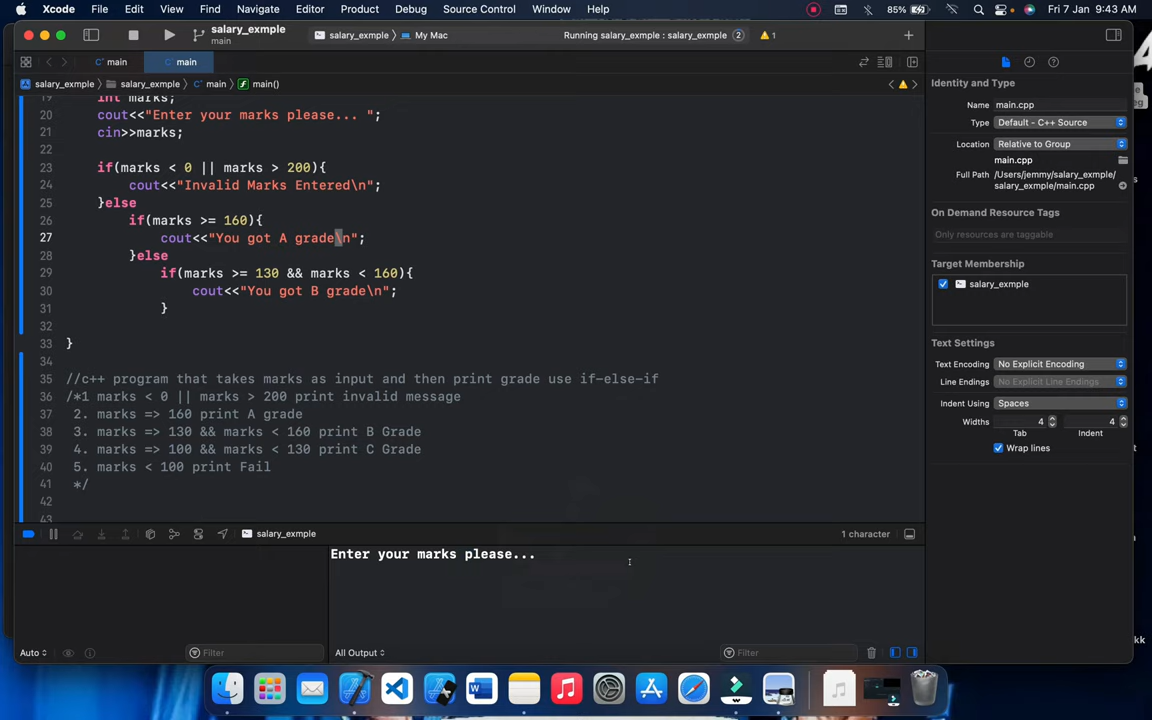 Xcode File Edit View Find Navigate Editor Product Debug Source Control Window Help 85% Fri 7 Jan 9:43 AM
salary_exmple
main
salary_exmple > My Mac
Running salary_exmple : salary_exmple 2 1
main main
salary_exmple > salary_exmple > main > main()
19 int marks;
20 cout<<"Enter your marks please... ";
21 cin>>marks;
22
23 if(marks < 0 || marks > 200){
24 cout<<"Invalid Marks Entered\n";
25 }else
26 if(marks >= 160){
27 cout<<"You got A grade\n";
28 }else
29 if(marks >= 130 && marks < 160){
30 cout<<"You got B grade\n";
31 }
32
33 }
34
35 //c++ program that takes marks as input and then print grade use if-else-if
36 /*1 marks < 0 || marks > 200 print invalid message
37 2. marks => 160 print A grade
38 3. marks => 130 && marks < 160 print B Grade
39 4. marks => 100 && marks < 130 print C Grade
40 5. marks < 100 print Fail
41 */
42
43
salary_exmple 1 character
Enter your marks please...
Auto Filter All Output Filter
Identity and Type
Name main.cpp
Type Default - C++ Source
Location Relative to Group
main.cpp
Full Path /Users/jemmy/salary_exmple/
salary_exmple/main.cpp
On Demand Resource Tags
Only resources are taggable
Target Membership
salary_exmple
Text Settings
Text Encoding No Explicit Encoding
Line Endings No Explicit Line Endings
Indent Using Spaces
Widths 4 4
Tab Indent
Wrap lines